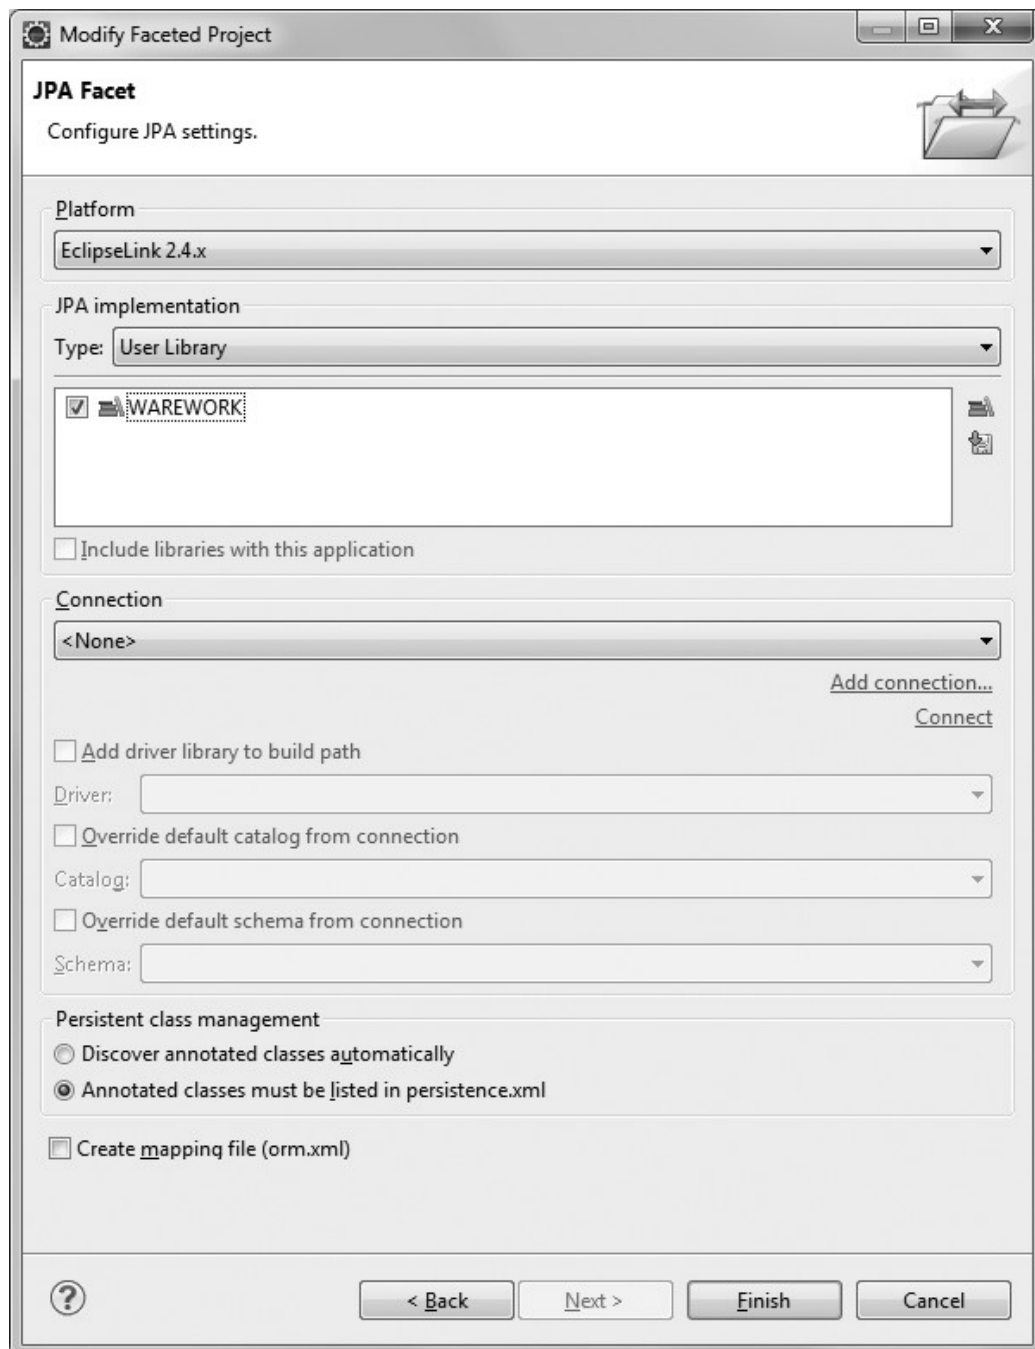 Modify Faceted Project
JPA Facet
Configure JPA settings.
Platform
EclipseLink 2.4.x
JPA implementation
Type: User Library
WAREWORK
Include libraries with this application
Connection
<None>
Add connection...
Connect
Add driver library to build path
Driver:
Override default catalog from connection
Catalog:
Override default schema from connection
Schema:
Persistent class management
Discover annotated classes automatically
Annotated classes must be listed in persistence.xml
Create mapping file (orm.xml)
? < Back Next > Finish Cancel